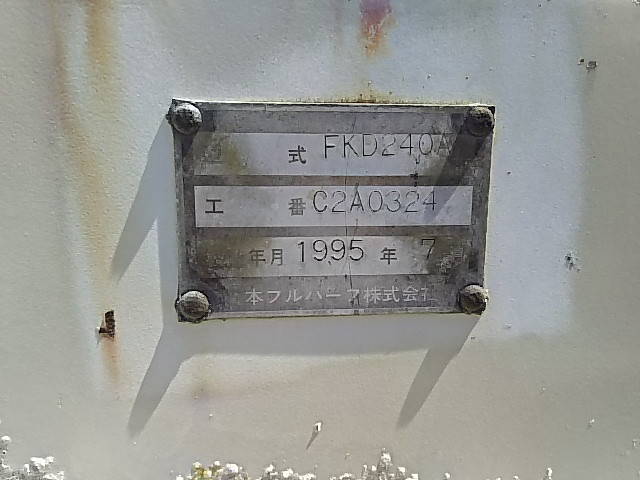 式 FKD240A
工 番 C2A0324
年月 1995 年 7
本フルハーフ株式会